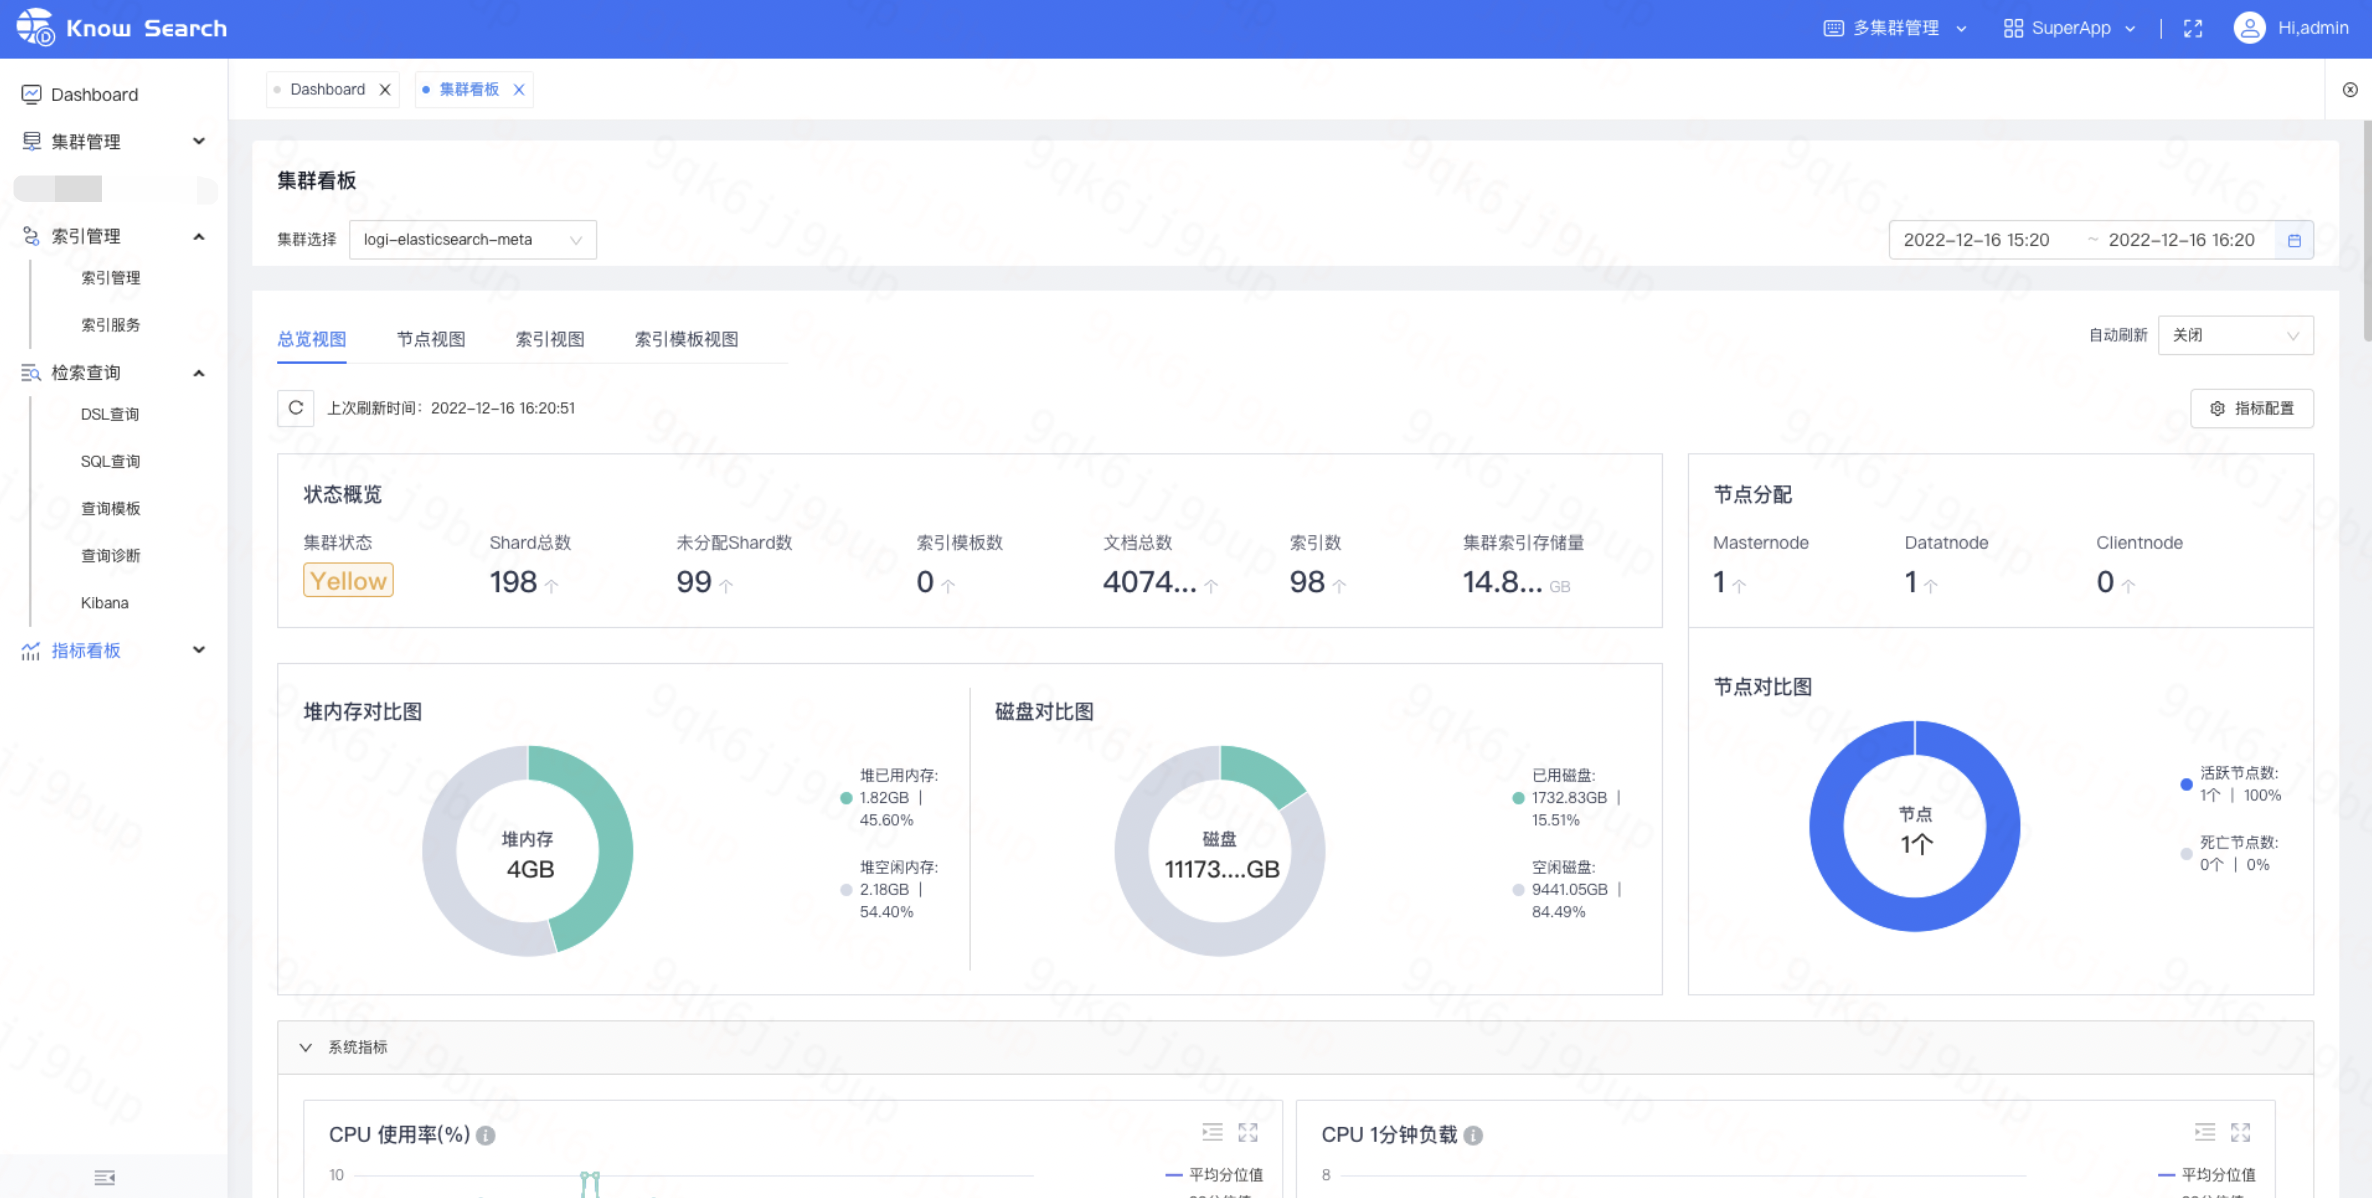 Know Search
多集群管理
SuperApp
Hi,admin
Dashboard
集群管理
索引管理
索引管理
索引服务
检索查询
DSL查询
SQL查询
查询模板
查询诊断
Kibana
指标看板
Dashboard
集群看板
集群看板
集群选择
logi-elasticsearch-meta
2022-12-16 15:20 ~ 2022-12-16 16:20
总览视图 节点视图 索引视图 索引模板视图
自动刷新 关闭
上次刷新时间：2022-12-16 16:20:51
指标配置
状态概览
集群状态 Shard总数 未分配Shard数 索引模板数 文档总数 索引数 集群索引存储量
Yellow 198 99 0 4074... 98 14.8... GB
节点分配
Masternode Datatnode Clientnode
1 1 0
堆内存对比图
堆内存
4GB
堆已用内存:
1.82GB |
45.60%
堆空闲内存:
2.18GB |
54.40%
磁盘对比图
磁盘
11173....GB
已用磁盘:
1732.83GB |
15.51%
空闲磁盘:
9441.05GB |
84.49%
节点对比图
节点
1个
活跃节点数:
1个 | 100%
死亡节点数:
0个 | 0%
系统指标
CPU 使用率(%)
10
平均分位值
CPU 1分钟负载
8
平均分位值
9qk6jj9bup